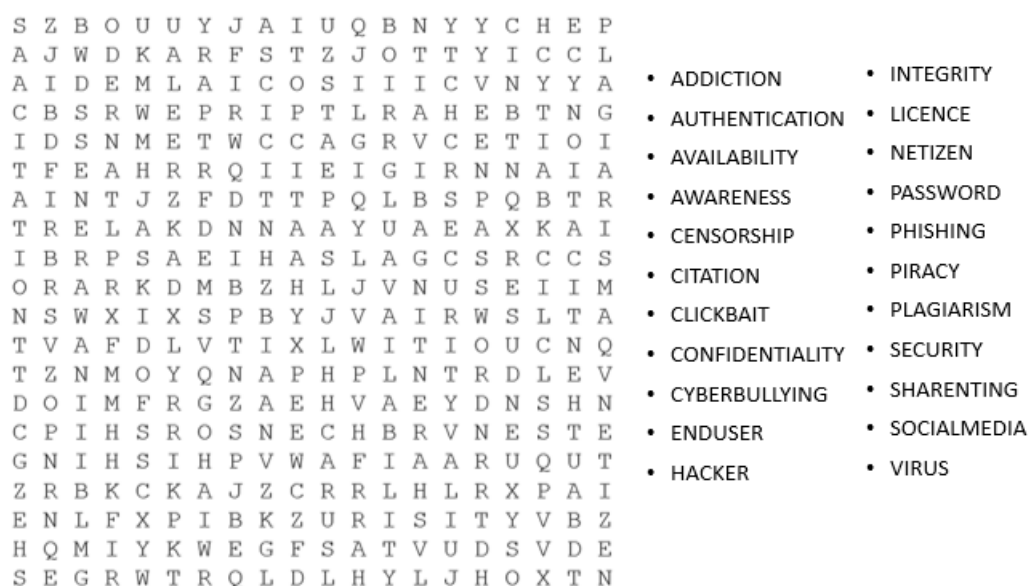 S Z B O U U Y J A I U Q B N Y Y C H E P
A J W D K A R F S T Z J O T T Y I C C L
A I D E M L A I C O S I I I C V N Y Y A
C B S R W E P R I P T L R A H E B T N G
I D S N M E T W C C A G R V C E T I O I
T F E A H R R Q I I E I G I R N N A I A
A I N T J Z F D T T P Q L B S P Q B T R
T R E L A K D N N A A Y U A E A X K A I
I B R P S A E I H A S L A G C S R C C S
O R A R K D M B Z H L J V N U S E I I M
N S W X I X S P B Y J V A I R W S L T A
T V A F D L V T I X L W I T I O U C N Q
T Z N M O Y Q N A P H P L N T R D L E V
D O I M F R G Z A E H V A E Y D N S H N
C P I H S R O S N E C H B R V N E S T E
G N I H S I H P V W A F I A A R U Q U T
Z R B K C K A J Z C R R L H L R X P A I
E N L F X P I B K Z U R I S I T Y V B Z
H Q M I Y K W E G F S A T V U D S V D E
S E G R W T R Q L D L H Y L J H O X T N
• ADDICTION
• AUTHENTICATION
• AVAILABILITY
• AWARENESS
• CENSORSHIP
• CITATION
• CLICKBAIT
• CONFIDENTIALITY
• CYBERBULLYING
• ENDUSER
• HACKER
• INTEGRITY
• LICENCE
• NETIZEN
• PASSWORD
• PHISHING
• PIRACY
• PLAGIARISM
• SECURITY
• SHARENTING
• SOCIALMEDIA
• VIRUS